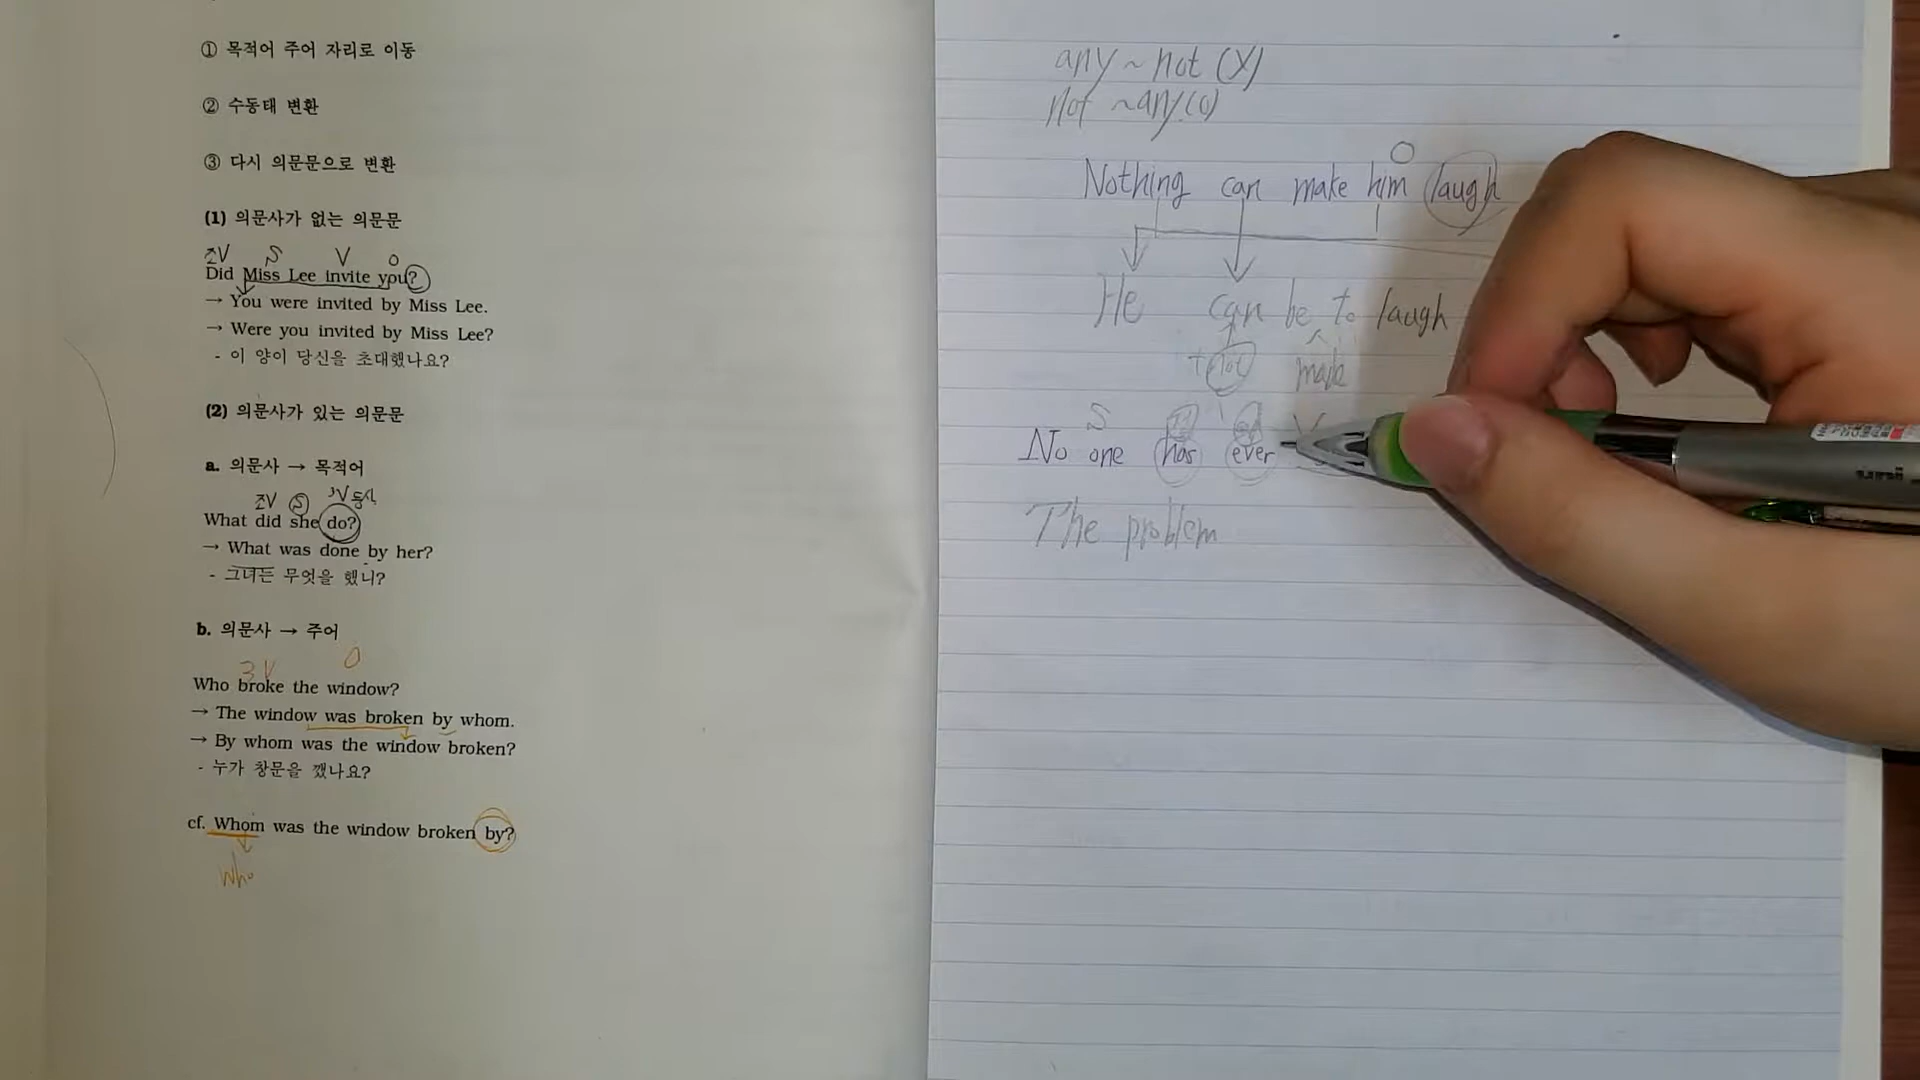 ① 목적어 주어 자리로 이동
② 수동태 변환
③ 다시 의문문으로 변환
(1) 의문사가 없는 의문문
조V S V O
Did Miss Lee invite you?
→ You were invited by Miss Lee.
→ Were you invited by Miss Lee?
- 이 양이 당신을 초대했나요?
(2) 의문사가 있는 의문문
a. 의문사 → 목적어
조V S 3V 동사
What did she do?
→ What was done by her?
- 그녀는 무엇을 했니?
b. 의문사 → 주어
3V O
Who broke the window?
→ The window was broken by whom.
→ By whom was the window broken?
- 누가 창문을 깼나요?
cf. Whom was the window broken by?
Who
any ~ not (X)
not ~any (O)
O
Nothing can make him laugh
He can be to laugh
+ not made
S V
No one has ever
The problem